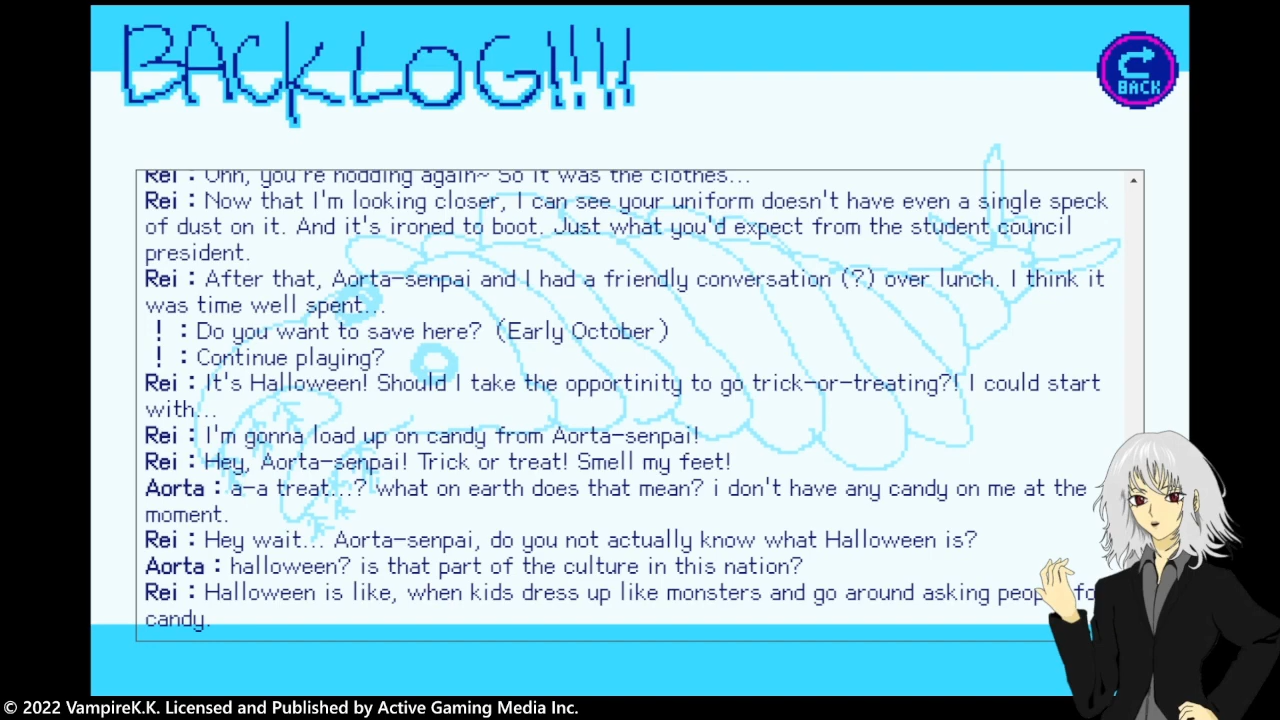 BACKLOG!!!!
BACK
Rei : Ohh, you're nodding again~ So it was the clothes...
Rei : Now that I'm looking closer, I can see your uniform doesn't have even a single speck
of dust on it. And it's ironed to boot. Just what you'd expect from the student council
president.
Rei : After that, Aorta-senpai and I had a friendly conversation (?) over lunch. I think it
was time well spent...
! : Do you want to save here? (Early October)
! : Continue playing?
Rei : It's Halloween! Should I take the opportunity to go trick-or-treating?! I could start
with...
Rei : I'm gonna load up on candy from Aorta-senpai!
Rei : Hey, Aorta-senpai! Trick or treat! Smell my feet!
Aorta : a-a treat...? what on earth does that mean? i don't have any candy on me at the
moment.
Rei : Hey wait... Aorta-senpai, do you not actually know what Halloween is?
Aorta : halloween? is that part of the culture in this nation?
Rei : Halloween is like, when kids dress up like monsters and go around asking
candy.
© 2022 VampireK.K. Licensed and Published by Active Gaming Media Inc.